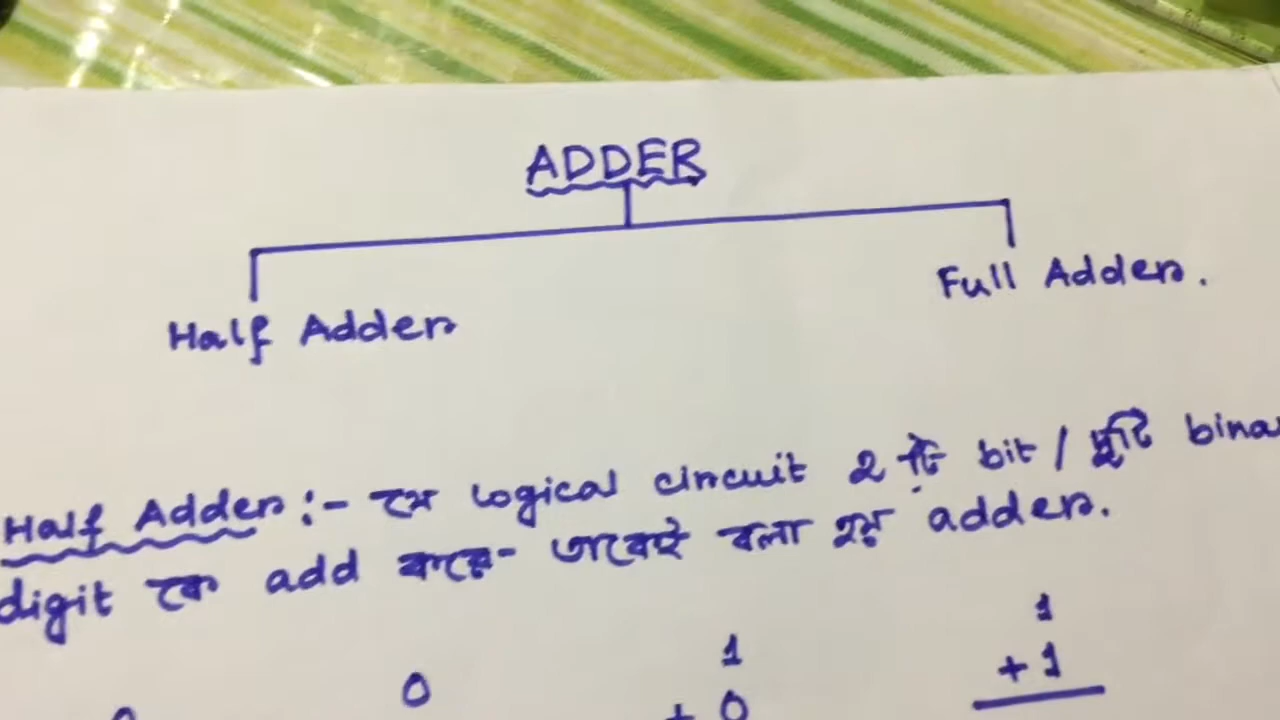 ADDER
Half Adder
Full Adder.
Half Adder :- যে Logical circuit 2 টি bit / দুটি bina
digit কে add করে- তাকেই বলা হয় adder.
1
1
+ 1
0
+ 0
0